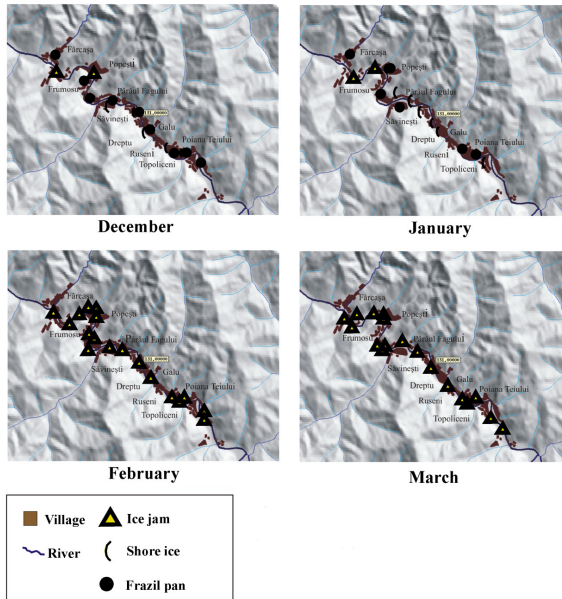 Fărcaşa
Popeşti
Frumosu
Pârâul Fagului
Săvineşti
Galu
Dreptu
Ruseni
Poiana Teiului
Topoliceni
December
Fărcaşa
Popeşti
Frumosu
Pârâul Fagului
Săvineşti
Galu
Dreptu
Ruseni
Poiana Teiului
Topoliceni
January
Fărcaşa
Popeşti
Frumosu
Pârâul Fagului
Săvineşti
Galu
Dreptu
Ruseni
Poiana Teiului
Topoliceni
February
Fărcaşa
Popeşti
Frumosu
Pârâul Fagului
Săvineşti
Galu
Dreptu
Ruseni
Poiana Teiului
Topoliceni
March
Village
Ice jam
River
Shore ice
Frazil pan